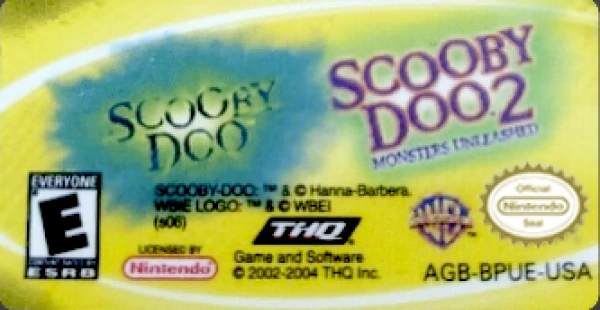 SCOOBY
DOO
SCOOBY
DOO 2
MONSTERS UNLEASHED
EVERYONE
E
ESRB
SCOOBY-DOO: ™ & © Hanna-Barbera.
WBIE LOGO: ™ & © WBEI
(s06)
LICENSED BY
Nintendo
THQ
Game and Software
© 2002-2004 THQ Inc.
Official
Nintendo
Seal
AGB-BPUE-USA